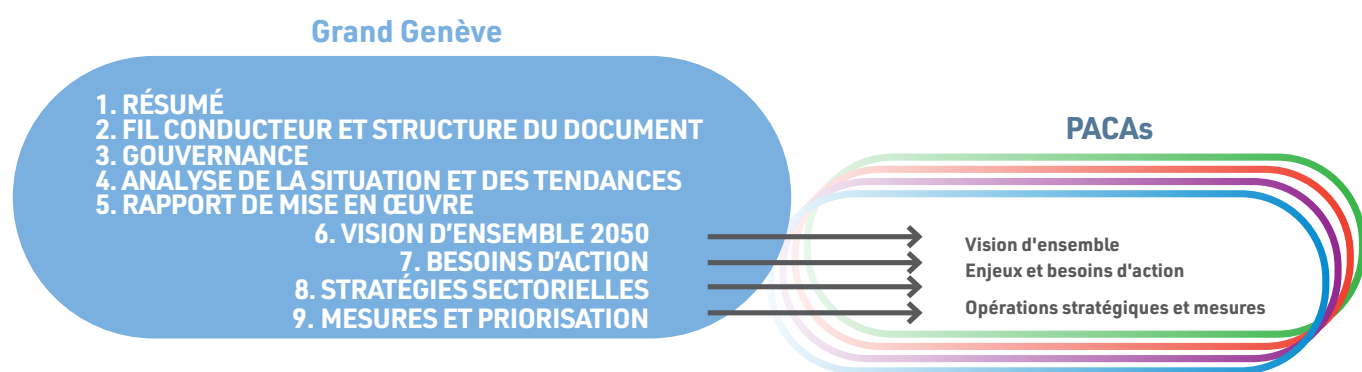 Grand Genève
1. RÉSUMÉ
2. FIL CONDUCTEUR ET STRUCTURE DU DOCUMENT
3. GOUVERNANCE
4. ANALYSE DE LA SITUATION ET DES TENDANCES
5. RAPPORT DE MISE EN ŒUVRE
6. VISION D'ENSEMBLE 2050
7. BESOINS D'ACTION
8. STRATÉGIES SECTORIELLES
9. MESURES ET PRIORISATION
PACAs
Vision d'ensemble
Enjeux et besoins d'action
Opérations stratégiques et mesures